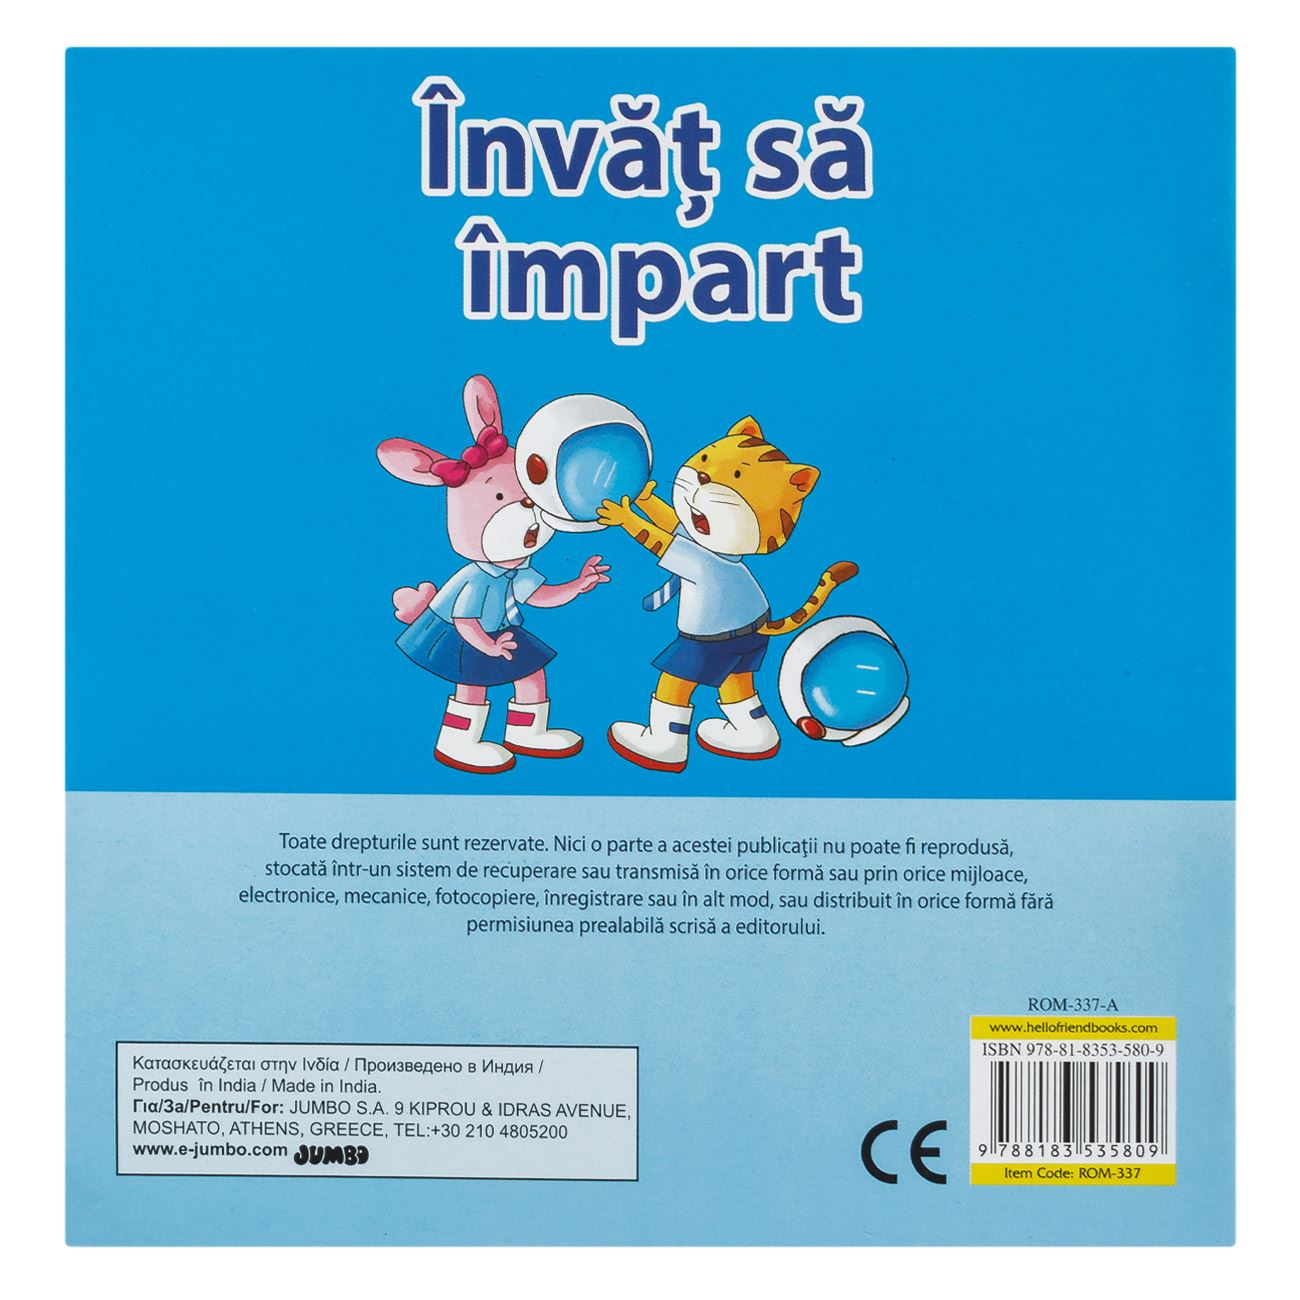 Învăț să
împart
Toate drepturile sunt rezervate. Nici o parte a acestei publicaţii nu poate fi reprodusă,
stocată într-un sistem de recuperare sau transmisă în orice formă sau prin orice mijloace,
electronice, mecanice, fotocopiere, înregistrare sau în alt mod, sau distribuit în orice formă fără
permisiunea prealabilă scrisă a editorului.
ROM-337-A
www.hellofriendbooks.com
ISBN 978-81-8353-580-9
9 788183 535809
Item Code: ROM-337
CE
Κατασκευάζεται στην Ινδία / Произведено в Индия /
Produs în India / Made in India.
Για/За/Pentru/For: JUMBO S.A. 9 KIPROU & IDRAS AVENUE,
MOSHATO, ATHENS, GREECE, TEL:+30 210 4805200
www.e-jumbo.com JUMBO